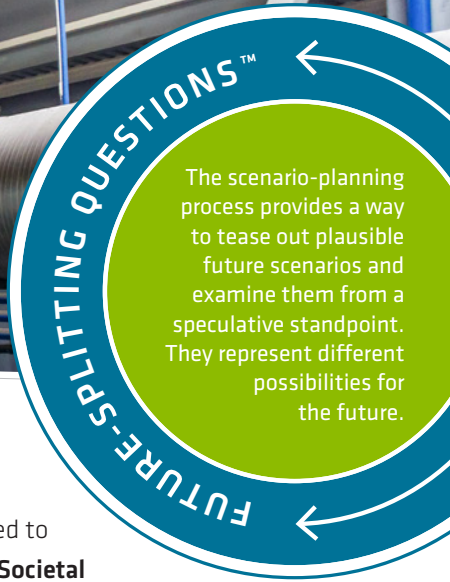 FUTURE-SPLITTING QUESTIONS™
The scenario-planning
process provides a way
to tease out plausible
future scenarios and
examine them from a
speculative standpoint.
They represent different
possibilities for
the future.
ed to
Societal